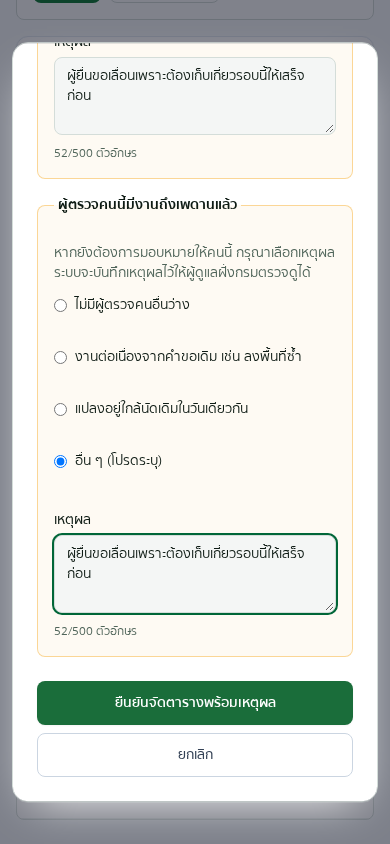 เหตุผล
ผู้ยื่นขอเลื่อนเพราะต้องเก็บเกี่ยวรอบนี้ให้เสร็จ
ก่อน
52/500 ตัวอักษร
ผู้ตรวจคนนี้มีงานถึงเพดานแล้ว
หากยังต้องการมอบหมายให้คนนี้ กรุณาเลือกเหตุผล
ระบบจะบันทึกเหตุผลไว้ให้ผู้ดูแลฝั่งกรมตรวจดูได้
ไม่มีผู้ตรวจคนอื่นว่าง
งานต่อเนื่องจากคำขอเดิม เช่น ลงพื้นที่ซ้ำ
แปลงอยู่ใกล้นัดเดิมในวันเดียวกัน
อื่น ๆ (โปรดระบุ)
เหตุผล
ผู้ยื่นขอเลื่อนเพราะต้องเก็บเกี่ยวรอบนี้ให้เสร็จ
ก่อน
52/500 ตัวอักษร
ยืนยันจัดตารางพร้อมเหตุผล
ยกเลิก